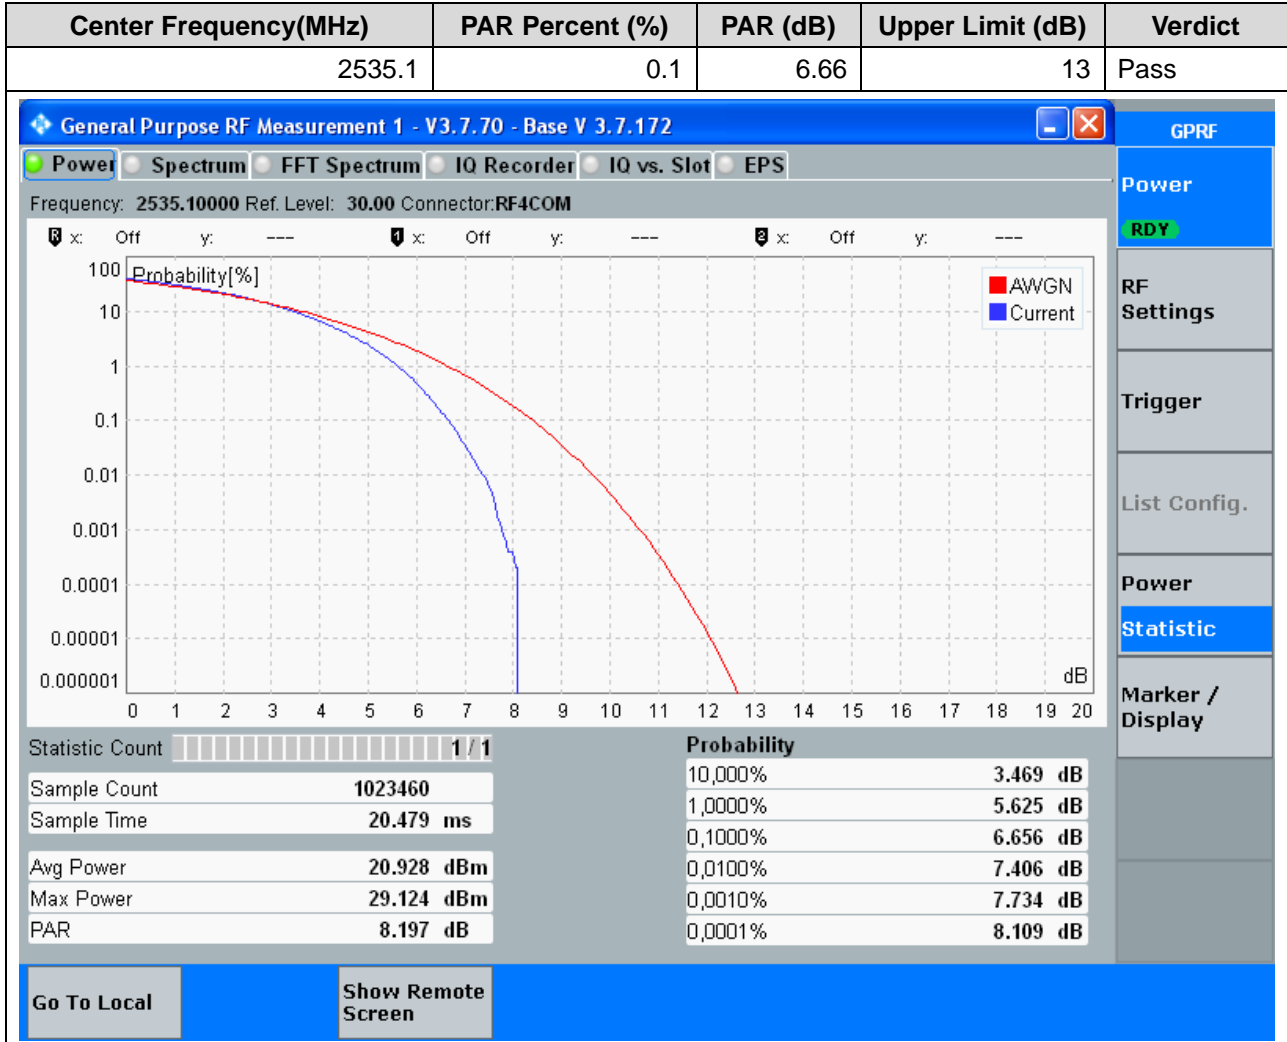 Center Frequency(MHz) PAR Percent (%) PAR (dB) Upper Limit (dB) Verdict
2535.1 0.1 6.66 13 Pass
General Purpose RF Measurement 1 - V3.7.70 - Base V 3.7.172
GPRF
Power Spectrum FFT Spectrum IQ Recorder IQ vs. Slot EPS
Frequency: 2535.10000 Ref. Level: 30.00 Connector:RF4COM
R x: Off y: --- 1 x: Off y: --- 2 x: Off y: ---
Probability[%]
AWGN
Current
100
10
1
0.1
0.01
0.001
0.0001
0.00001
0.000001
dB
0 1 2 3 4 5 6 7 8 9 10 11 12 13 14 15 16 17 18 19 20
Statistic Count 1 / 1
Sample Count 1023460
Sample Time 20.479 ms
Avg Power 20.928 dBm
Max Power 29.124 dBm
PAR 8.197 dB
Probability
10,000% 3.469 dB
1,0000% 5.625 dB
0,1000% 6.656 dB
0,0100% 7.406 dB
0,0010% 7.734 dB
0,0001% 8.109 dB
Power
RDY
RF
Settings
Trigger
List Config.
Power
Statistic
Marker /
Display
Go To Local
Show Remote
Screen